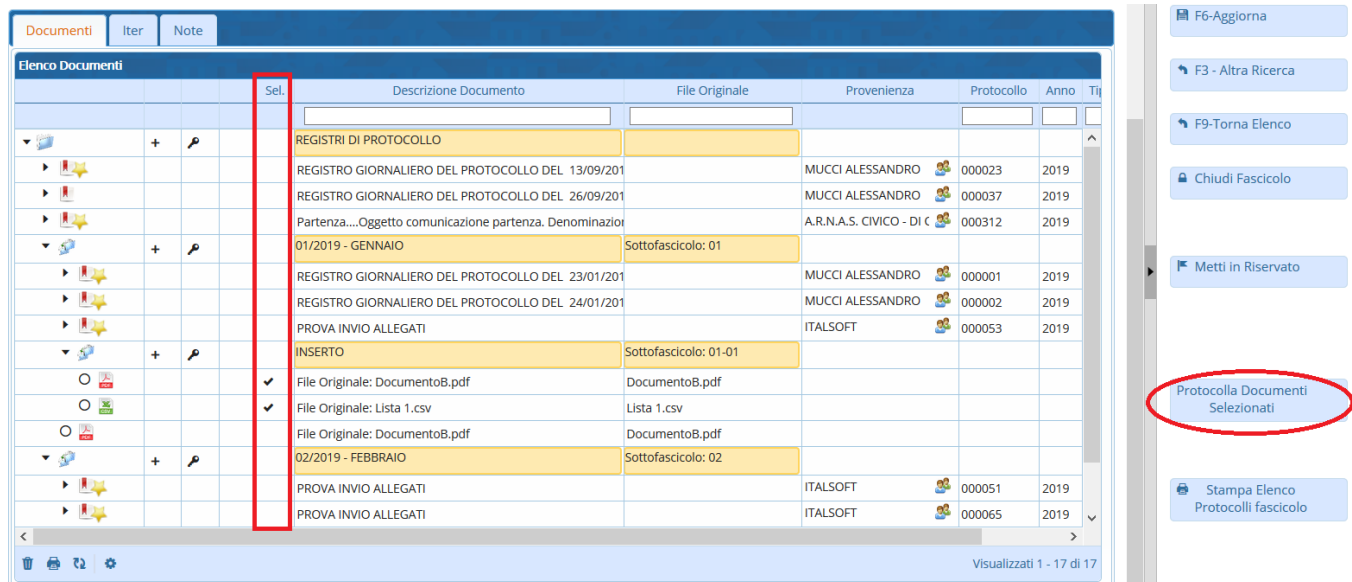 Documenti Iter Note
Elenco Documenti
Sel. Descrizione Documento File Originale Provenienza Protocollo Anno Tip
REGISTRI DI PROTOCOLLO
REGISTRO GIORNALIERO DEL PROTOCOLLO DEL 13/09/201 MUCCI ALESSANDRO 000023 2019
REGISTRO GIORNALIERO DEL PROTOCOLLO DEL 26/09/201 MUCCI ALESSANDRO 000037 2019
Partenza....Oggetto comunicazione partenza. Denominazion A.R.N.A.S. CIVICO - DI C 000312 2019
01/2019 - GENNAIO Sottofascicolo: 01
REGISTRO GIORNALIERO DEL PROTOCOLLO DEL 23/01/201 MUCCI ALESSANDRO 000001 2019
REGISTRO GIORNALIERO DEL PROTOCOLLO DEL 24/01/201 MUCCI ALESSANDRO 000002 2019
PROVA INVIO ALLEGATI ITALSOFT 000053 2019
INSERTO Sottofascicolo: 01-01
File Originale: DocumentoB.pdf DocumentoB.pdf
File Originale: Lista 1.csv Lista 1.csv
File Originale: DocumentoB.pdf DocumentoB.pdf
02/2019 - FEBBRAIO Sottofascicolo: 02
PROVA INVIO ALLEGATI ITALSOFT 000051 2019
PROVA INVIO ALLEGATI ITALSOFT 000065 2019
Visualizzati 1 - 17 di 17
F6-Aggiorna
F3 - Altra Ricerca
F9-Torna Elenco
Chiudi Fascicolo
Metti in Riservato
Protocolla Documenti
Selezionati
Stampa Elenco
Protocolli fascicolo